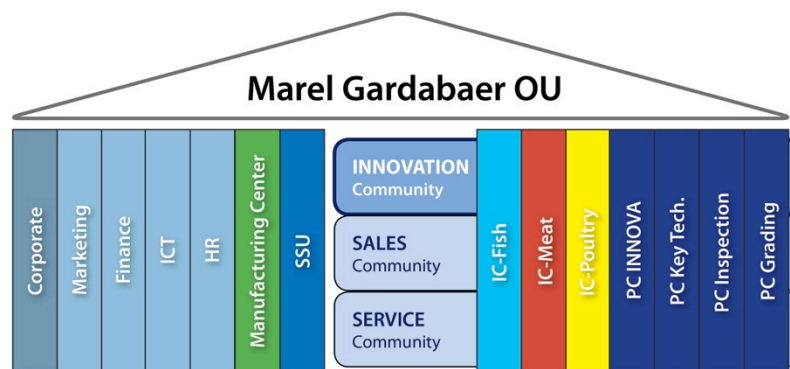 Marel Gardabaer OU
Corporate
Marketing
Finance
ICT
HR
Manufacturing Center
SSU
INNOVATION
Community
SALES
Community
SERVICE
Community
IC-Fish
IC-Meat
IC-Poultry
PC INNOVA
PC Key Tech.
PC Inspection
PC Grading